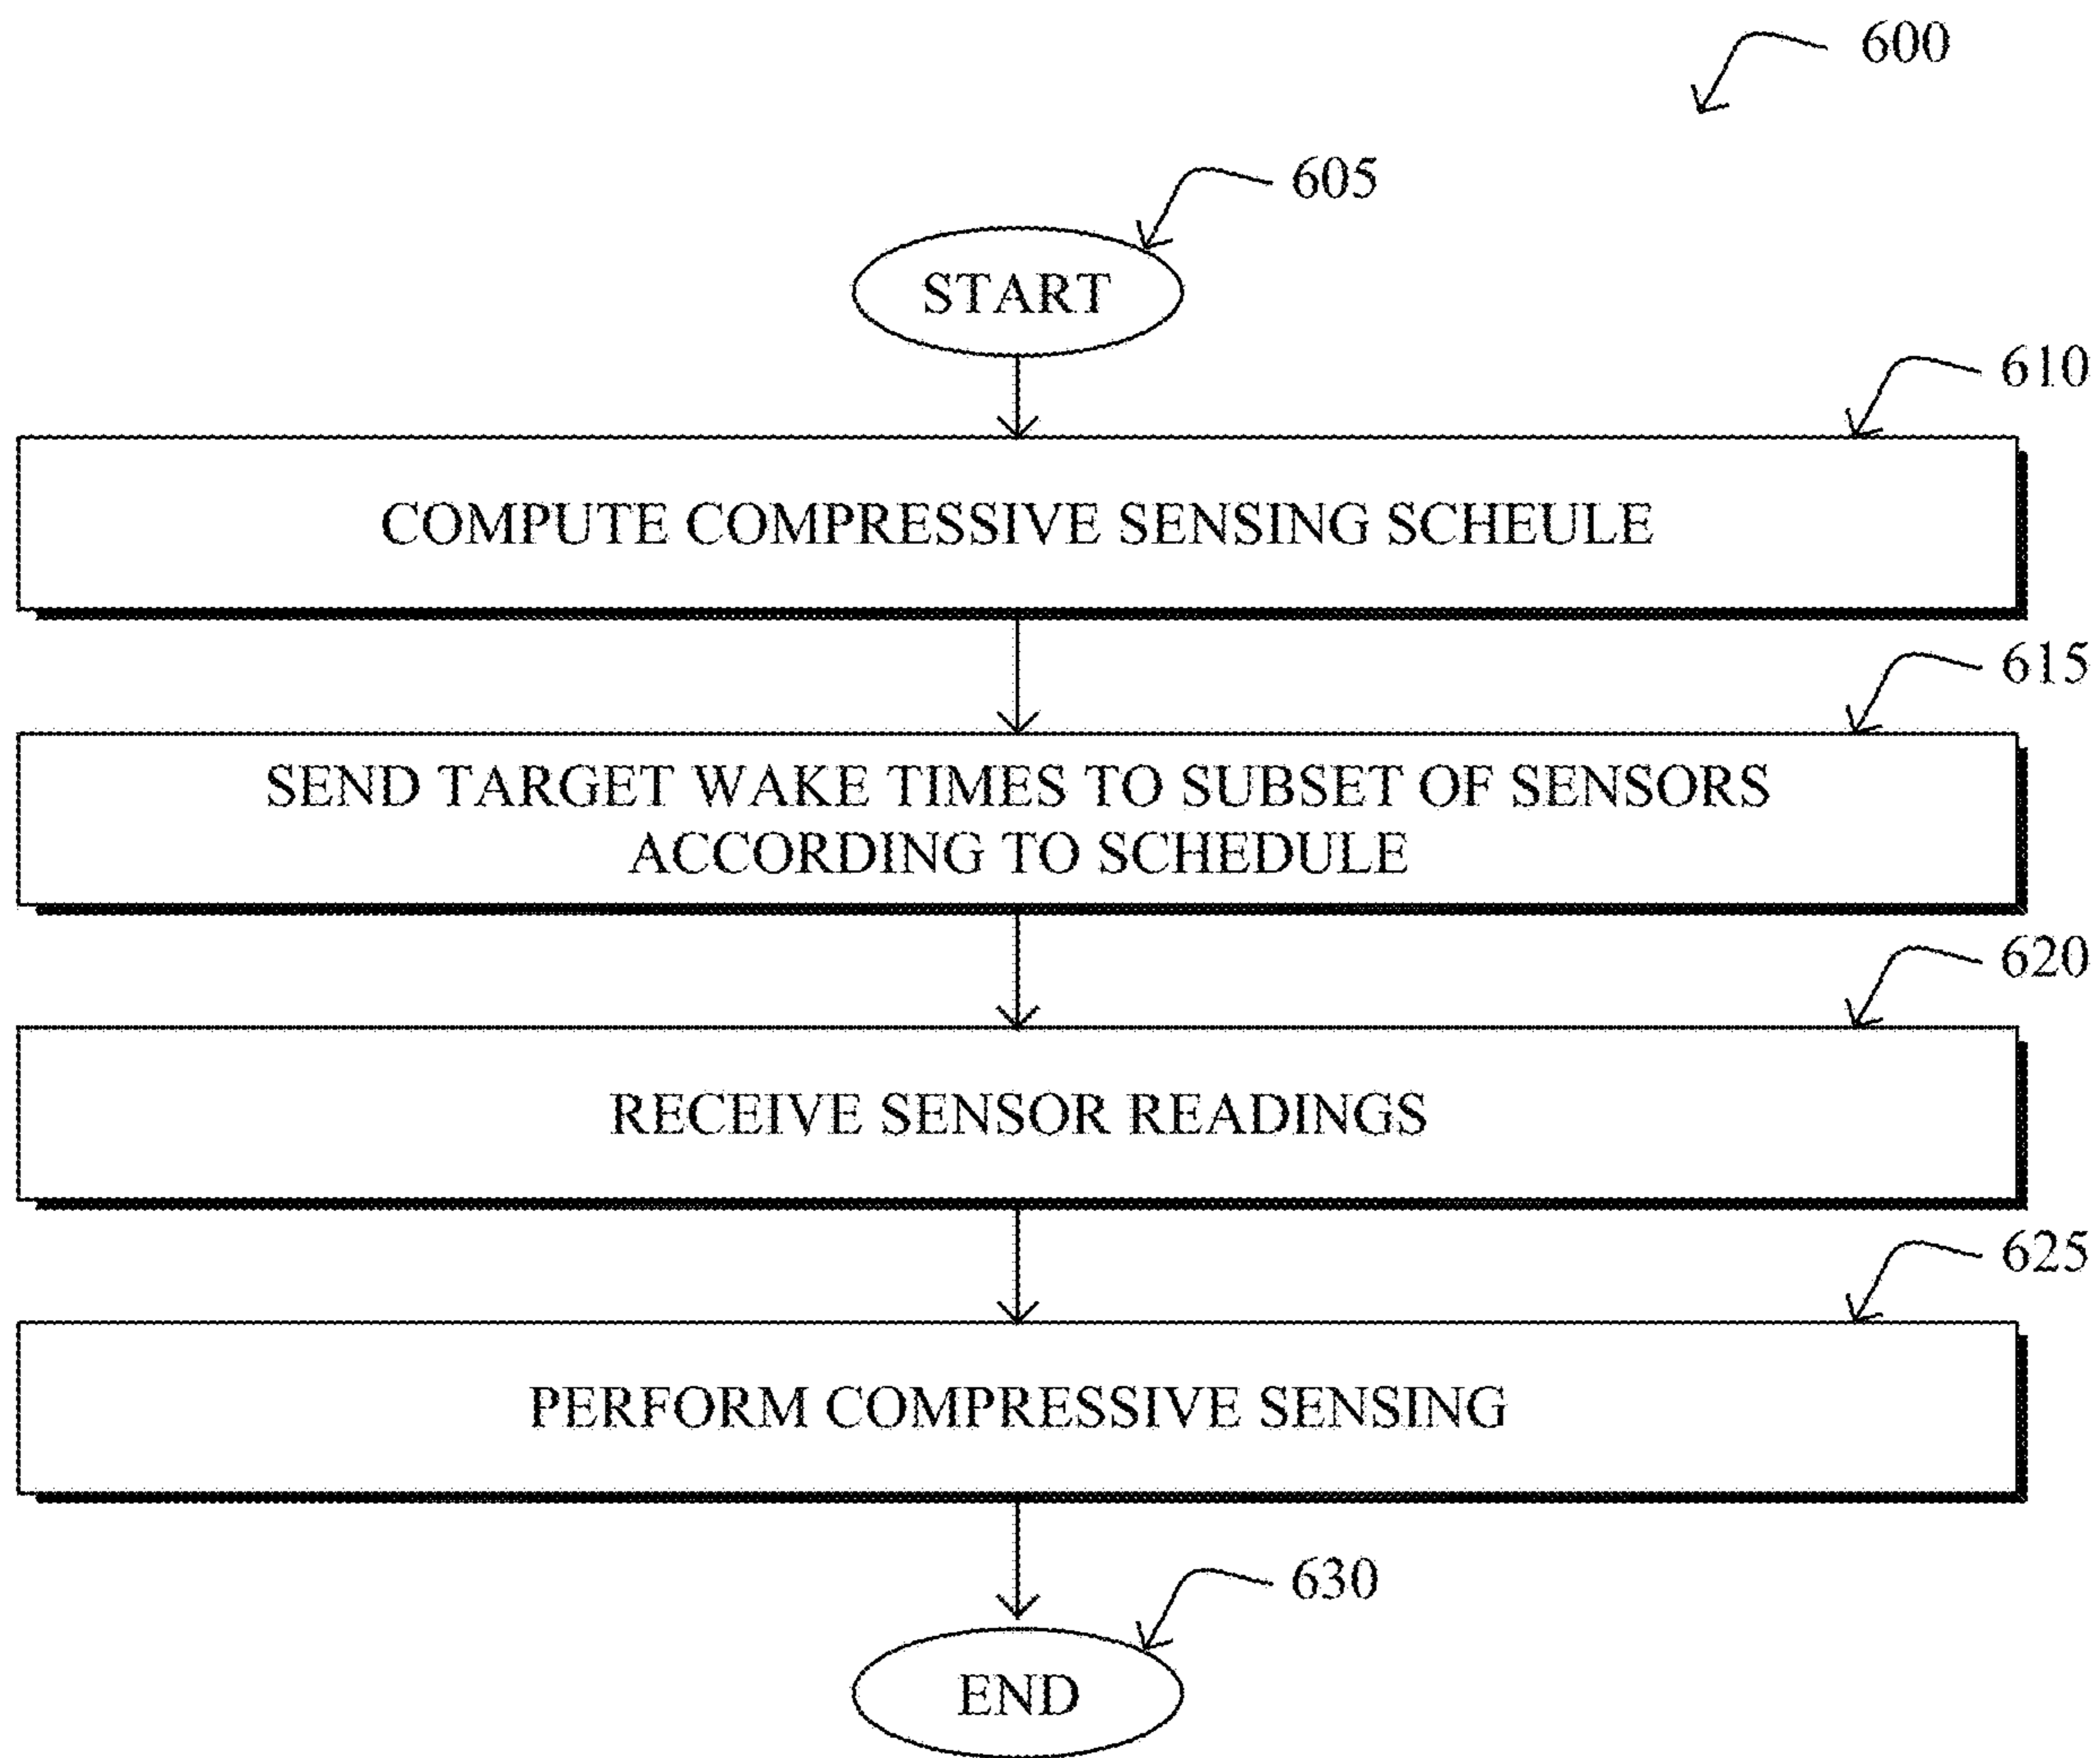 600
605
START
610
COMPUTE COMPRESSIVE SENSING SCHEULE
615
SEND TARGET WAKE TIMES TO SUBSET OF SENSORS
ACCORDING TO SCHEDULE
620
RECEIVE SENSOR READINGS
625
PERFORM COMPRESSIVE SENSING
630
END